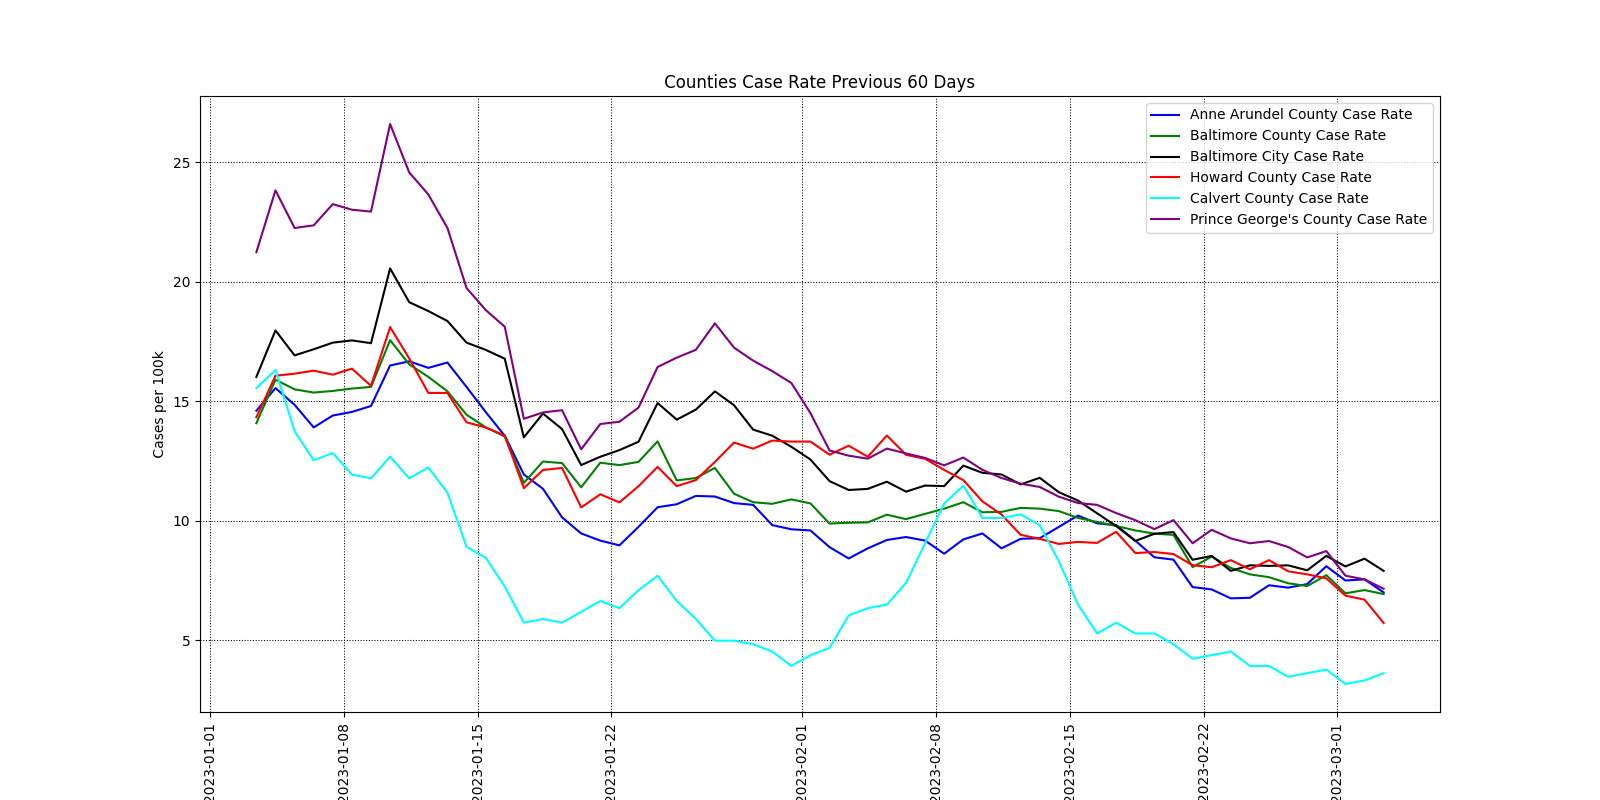 Counties Case Rate Previous 60 Days
Anne Arundel County Case Rate
Baltimore County Case Rate
Baltimore City Case Rate
Howard County Case Rate
Calvert County Case Rate
Prince George's County Case Rate
Cases per 100k
25
20
15
10
5
2023-01-01
2023-01-08
2023-01-15
2023-01-22
2023-02-01
2023-02-08
2023-02-15
2023-02-22
2023-03-01